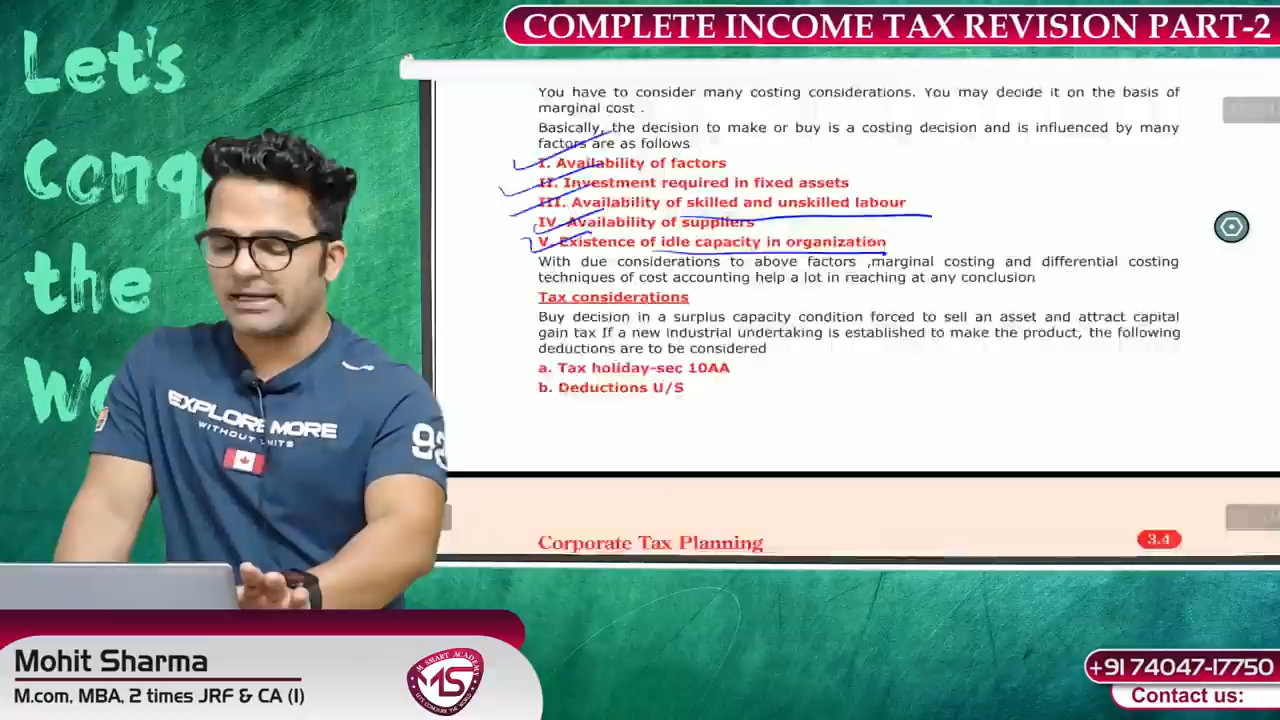 COMPLETE INCOME TAX REVISION PART-2
Let's
Conq
the
You have to consider many costing considerations. You may decide it on the basis of
marginal cost .
Basically, the decision to make or buy is a costing decision and is influenced by many
factors are as follows
I. Availability of factors
II. Investment required in fixed assets
III. Availability of skilled and unskilled labour
IV. Availability of suppliers
V. Existence of idle capacity in organization
With due considerations to above factors ,marginal costing and differential costing
techniques of cost accounting help a lot in reaching at any conclusion
Tax considerations
Buy decision in a surplus capacity condition forced to sell an asset and attract capital
gain tax If a new industrial undertaking is established to make the product, the following
deductions are to be considered
a. Tax holiday-sec 10AA
b. Deductions U/S
Corporate Tax Planning
3.4
EXPLORE MORE
WITHOUT LIMITS
92
Mohit Sharma
M.com, MBA, 2 times JRF & CA (I)
M SMART ACADEMY
MS
LETS CONQUER THE WORLD
+91 74047-17750
Contact us: